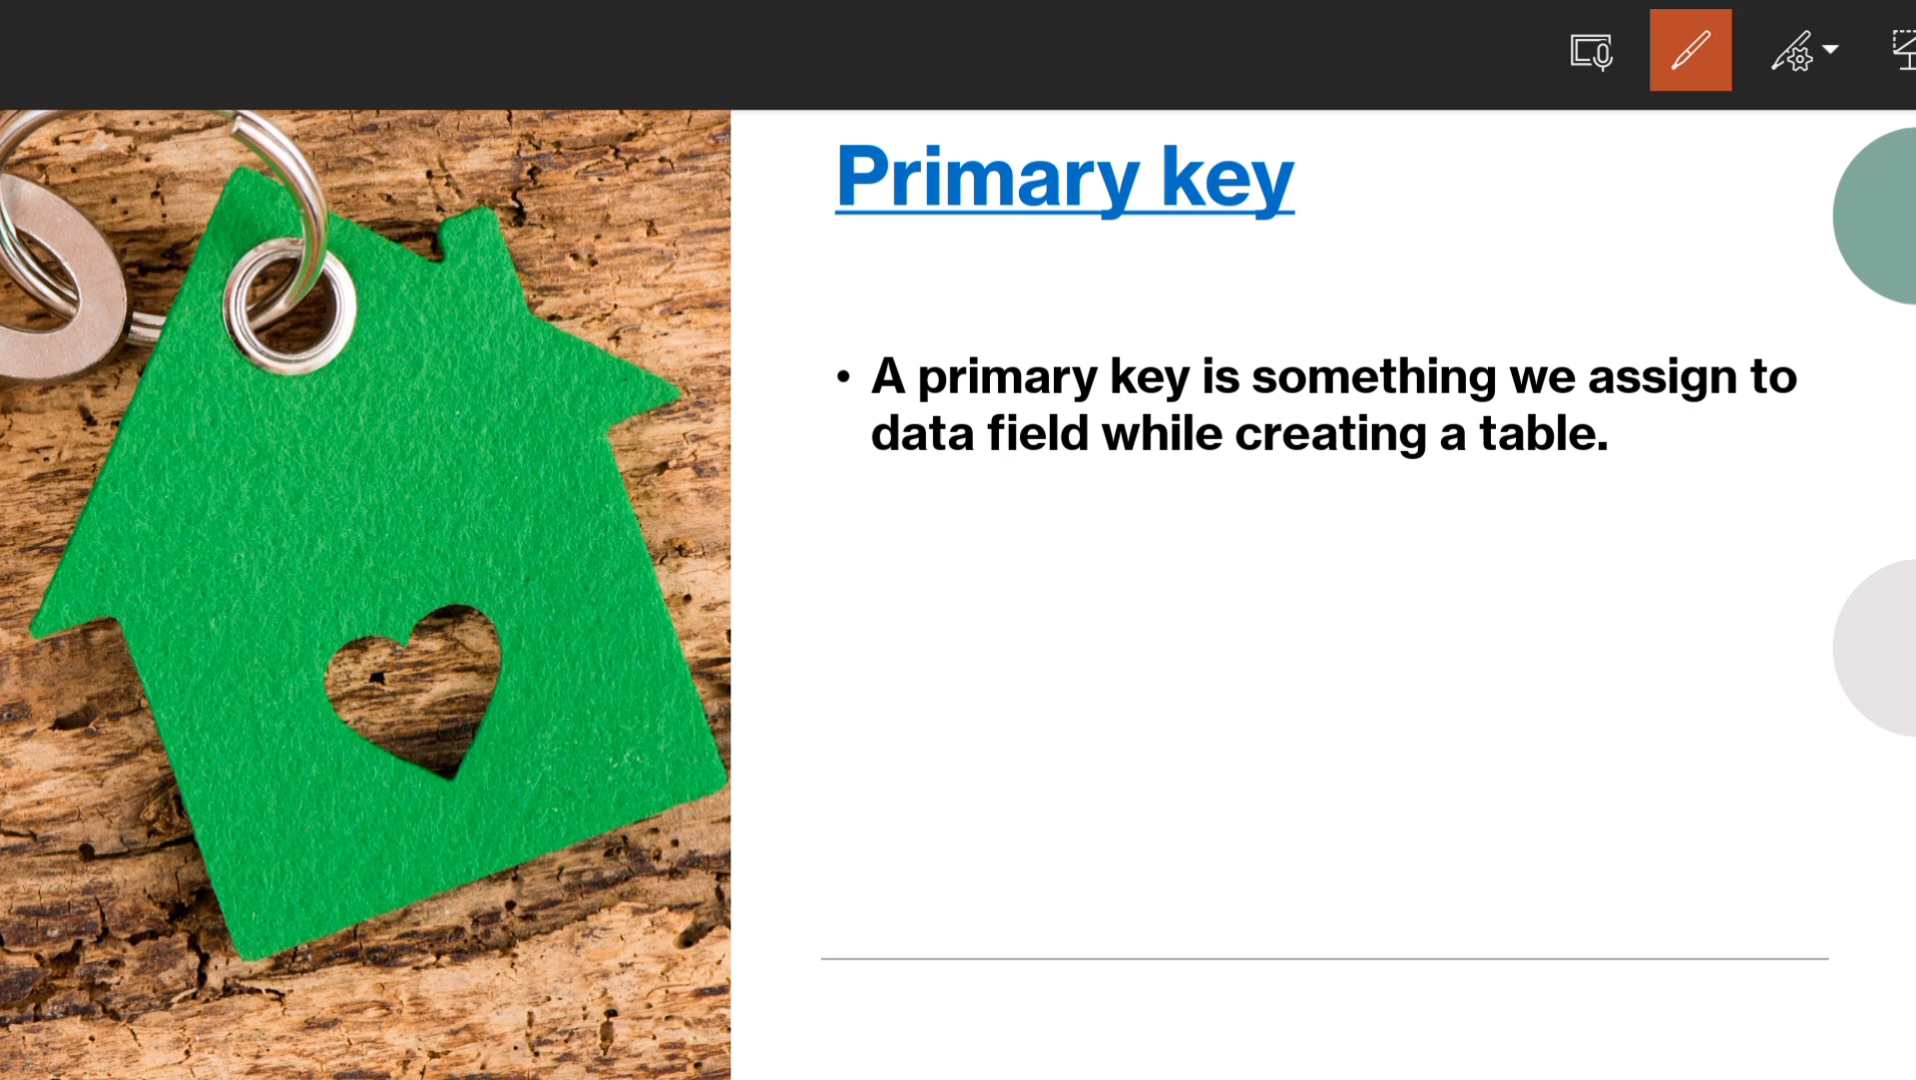 Primary key
• A primary key is something we assign to
data field while creating a table.